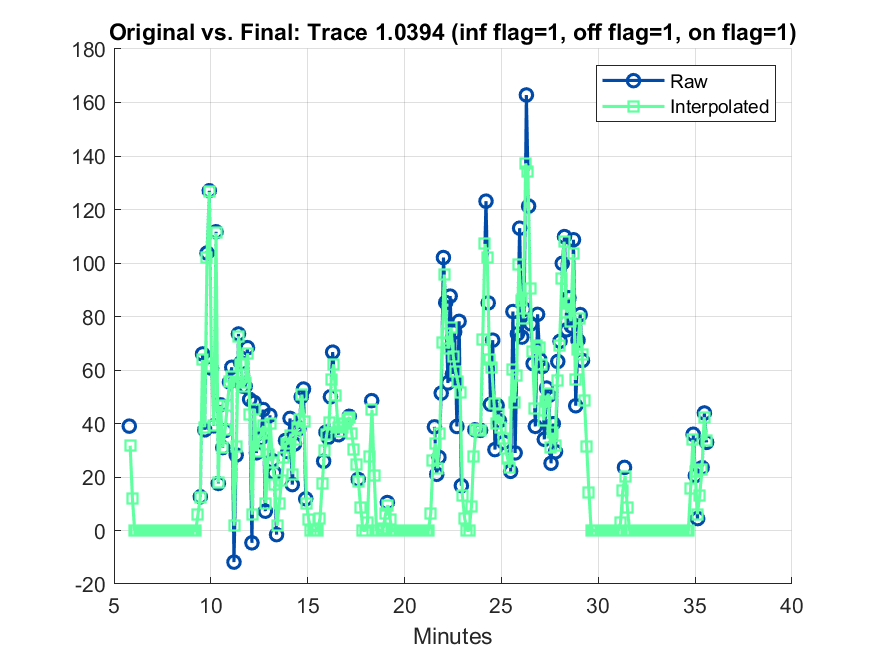 Original vs. Final: Trace 1.0394 (inf flag=1, off flag=1, on flag=1)
180
160
140
120
100
80
60
40
20
0
-20
Raw
Interpolated
5 10 15 20 25 30 35 40
Minutes